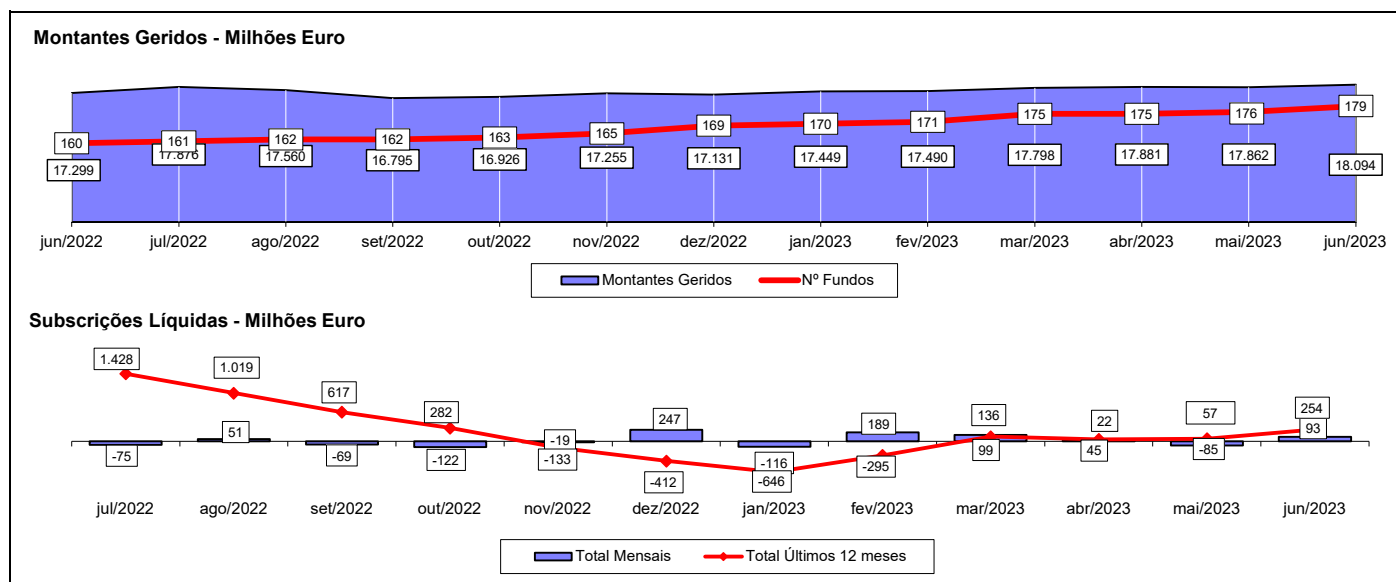 Montantes Geridos - Milhões Euro
160 161 162 162 163 165 169 170 171 175 175 176 179
17.299 17.876 17.560 16.795 16.926 17.255 17.131 17.449 17.490 17.798 17.881 17.862 18.094
jun/2022 jul/2022 ago/2022 set/2022 out/2022 nov/2022 dez/2022 jan/2023 fev/2023 mar/2023 abr/2023 mai/2023 jun/2023
Montantes Geridos Nº Fundos
Subscrições Líquidas - Milhões Euro
1.428 1.019 617 282 -19 247 -116 189 136 22 57 254
-75 51 -69 -122 -133 -412 -646 -295 99 45 -85 93
jul/2022 ago/2022 set/2022 out/2022 nov/2022 dez/2022 jan/2023 fev/2023 mar/2023 abr/2023 mai/2023 jun/2023
Total Mensais Total Últimos 12 meses